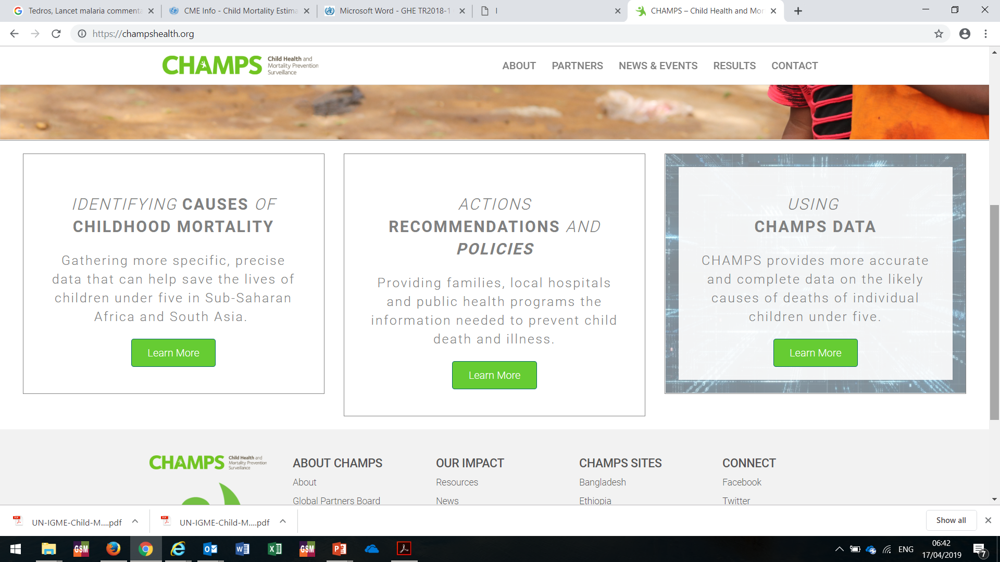 Tedros, Lancet malaria commenta
CME Info - Child Mortality Estima
Microsoft Word - GHE TR2018-1
l
CHAMPS – Child Health and Mor
https://champshealth.org
CHAMPS Child Health and
Mortality Prevention
Surveillance
ABOUT PARTNERS NEWS & EVENTS RESULTS CONTACT
IDENTIFYING CAUSES OF
CHILDHOOD MORTALITY
Gathering more specific, precise
data that can help save the lives of
children under five in Sub-Saharan
Africa and South Asia.
Learn More
ACTIONS
RECOMMENDATIONS AND
POLICIES
Providing families, local hospitals
and public health programs the
information needed to prevent child
death and illness.
Learn More
USING
CHAMPS DATA
CHAMPS provides more accurate
and complete data on the likely
causes of deaths of individual
children under five.
Learn More
CHAMPS Child Health and
Mortality Prevention
Surveillance
ABOUT CHAMPS
About
Global Partners Board
OUR IMPACT
Resources
News
CHAMPS SITES
Bangladesh
Ethiopia
CONNECT
Facebook
Twitter
UN-IGME-Child-M....pdf
UN-IGME-Child-M....pdf
Show all
GSM
GSM
ENG
06:42
17/04/2019
7